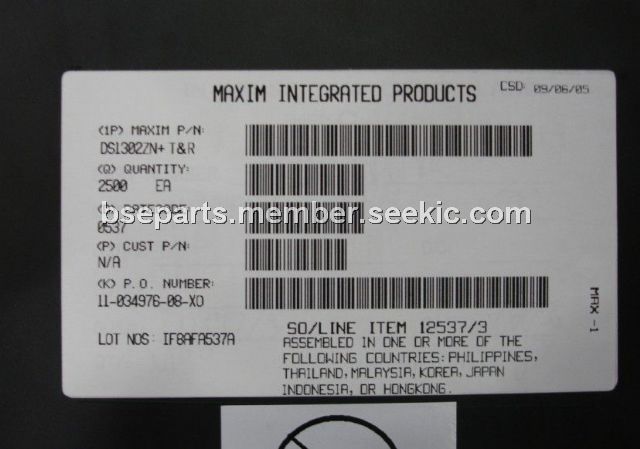 MAXIM INTEGRATED PRODUCTS
CSD: 09/06/05
(1P) MAXIM P/N:
DS1302ZN+ T&R
(Q) QUANTITY:
2500 EA
bseparts.member.seekic.com
0537
(P) CUST P/N:
N/A
(K) P.O. NUMBER:
11-034976-08-XO
LOT NOS: IF8AFA537A
SO/LINE ITEM 12537/3
ASSEMBLED IN ONE OR MORE OF THE
FOLLOWING COUNTRIES: PHILIPPINES,
THAILAND, MALAYSIA, KOREA, JAPAN
INDONESIA, OR HONGKONG.
MAX -1